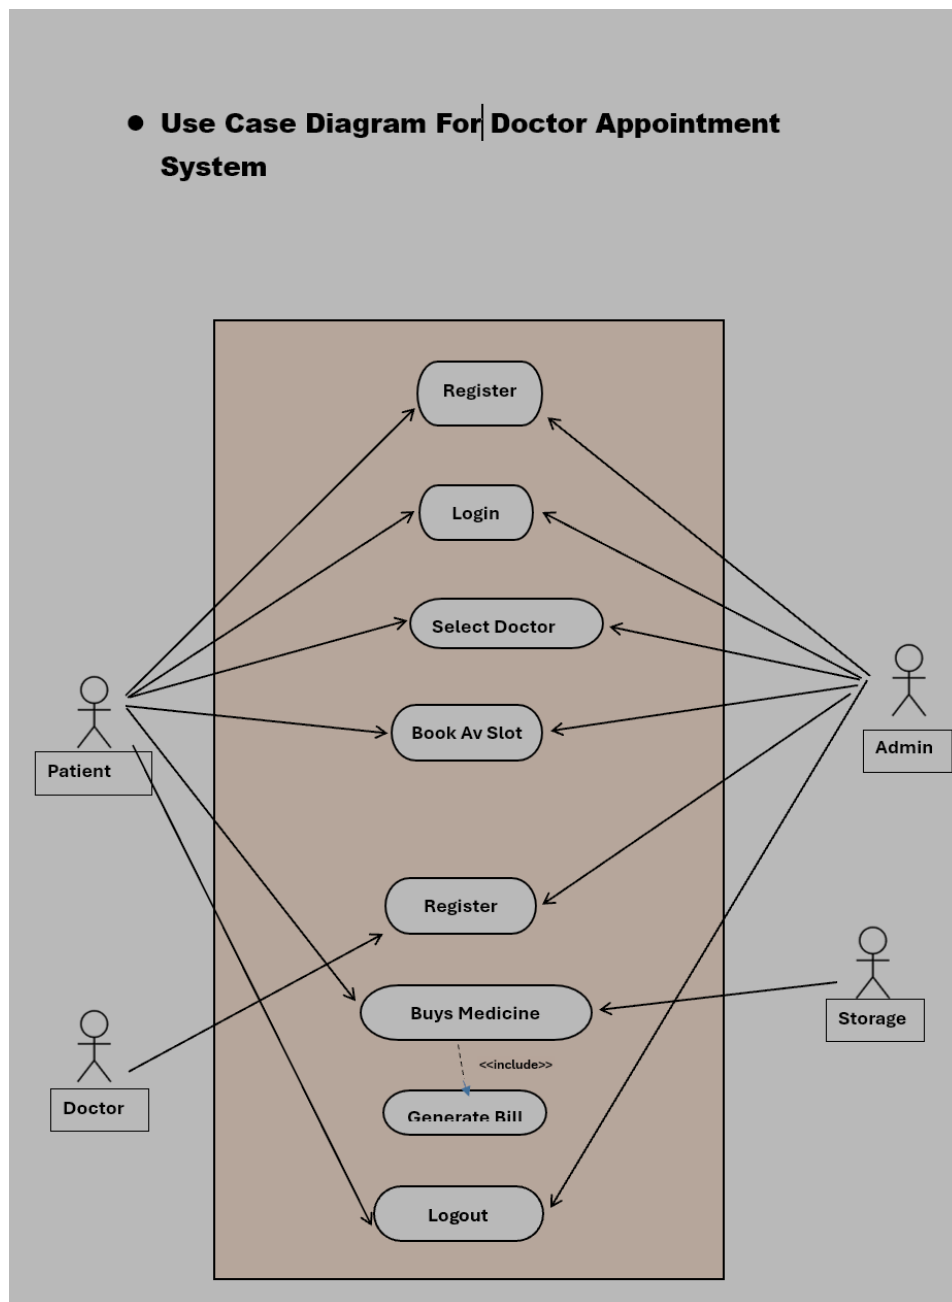 ● Use Case Diagram For Doctor Appointment
System
Register
Login
Select Doctor
Book Av Slot
Patient
Admin
Register
Buys Medicine
Storage
<<include>>
Doctor
Generate Bill
Logout